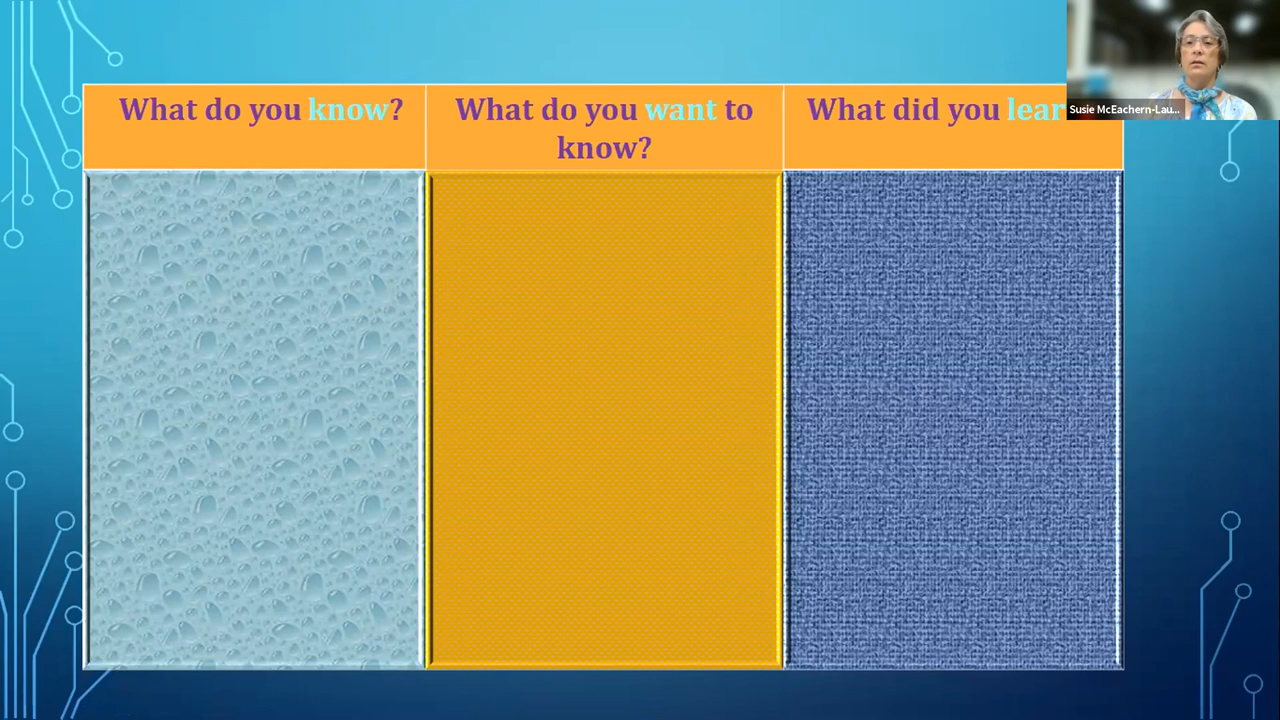 What do you know?
What do you want to
know?
What did you lear
Susie McEachern-Lau...